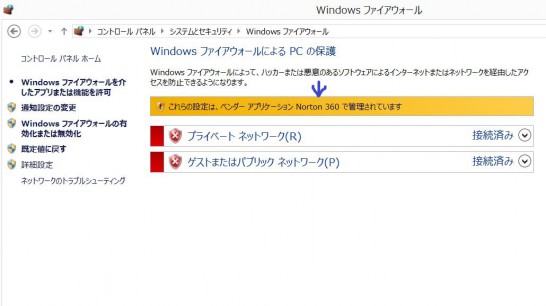 Windows ファイアウォール
コントロール パネル
システムとセキュリティ
Windows ファイアウォール
コントロール パネル ホーム
Windows ファイアウォールを介
したアプリまたは機能を許可
通知設定の変更
Windows ファイアウォールの有
効化または無効化
既定値に戻す
詳細設定
ネットワークのトラブルシューティング
Windows ファイアウォールによる PC の保護
Windows ファイアウォールによって、ハッカーまたは悪意のあるソフトウェアによるインターネットまたはネットワークを経由したアク
セスを防止できるようになります。
これらの設定は、ベンダー アプリケーション Norton 360 で管理されています
プライベート ネットワーク(R) 接続済み
ゲストまたはパブリック ネットワーク(P) 接続済み